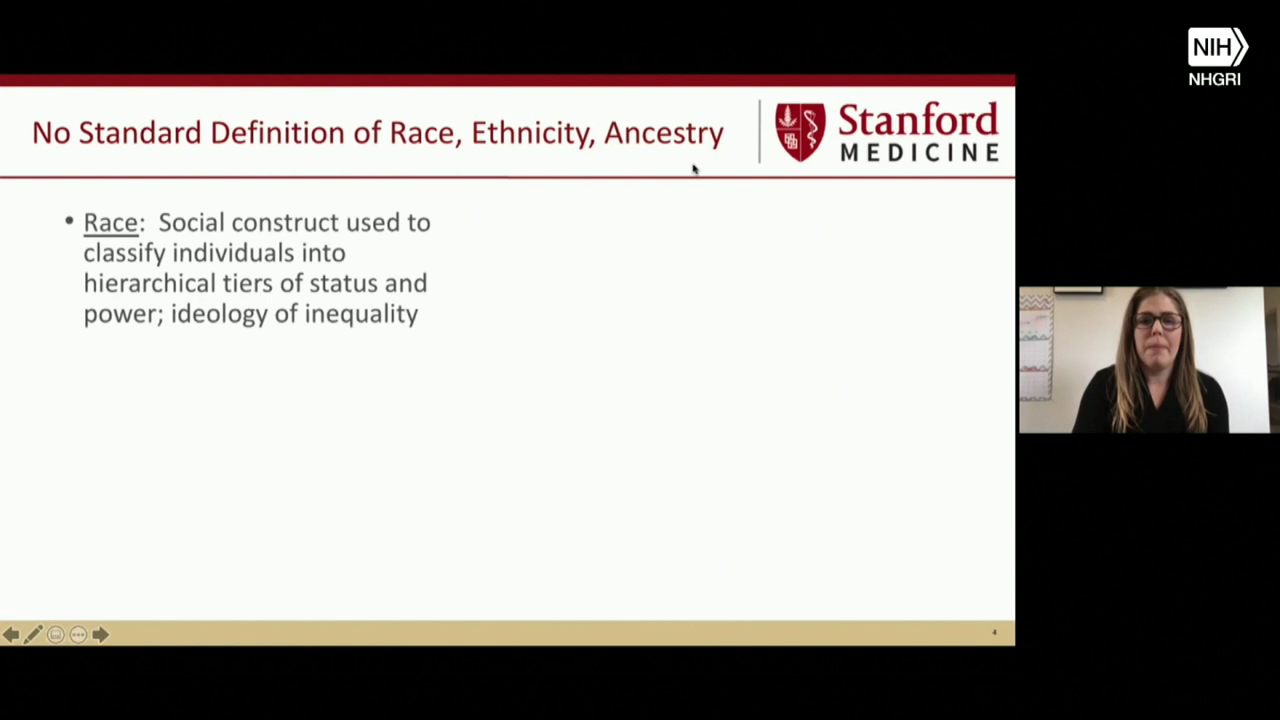 NIH
NHGRI
No Standard Definition of Race, Ethnicity, Ancestry
Stanford
MEDICINE
• Race: Social construct used to
classify individuals into
hierarchical tiers of status and
power; ideology of inequality
4